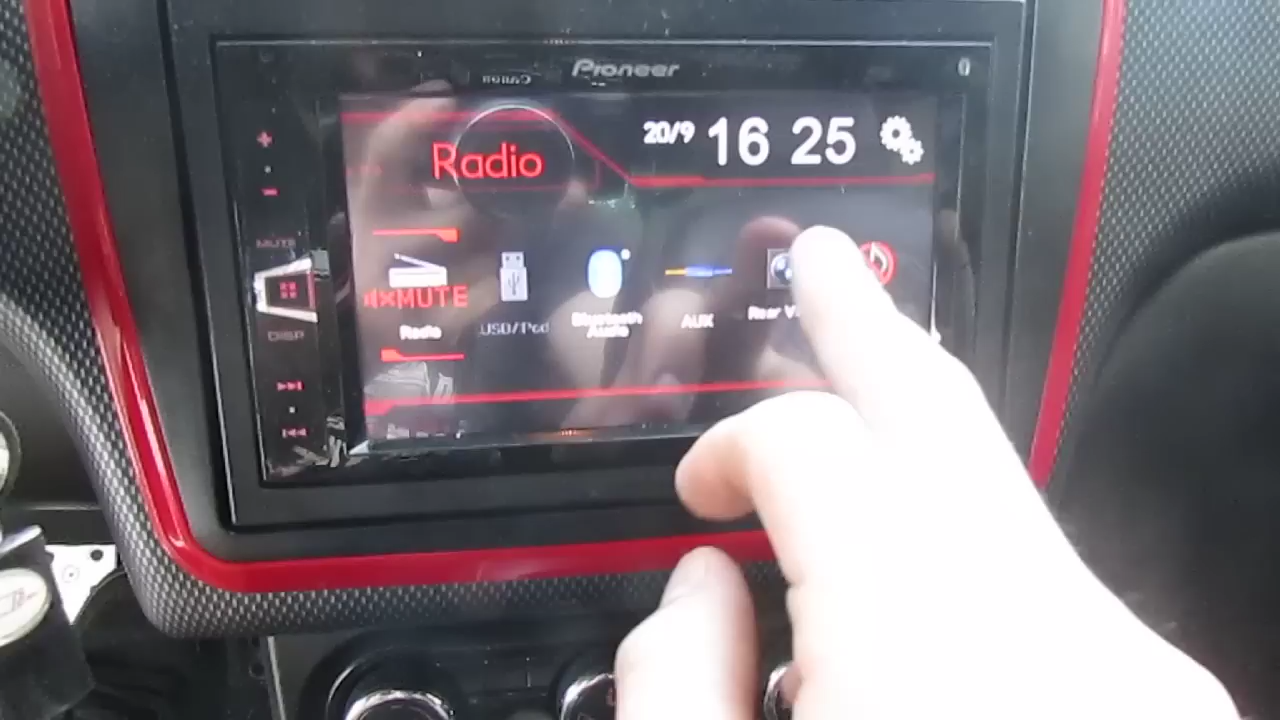 Pioneer
20/9 16 25
Radio
MUTE
MUTE
Radio
USB/iPod
Bluetooth
Audio
AUX
Rear V
DISP